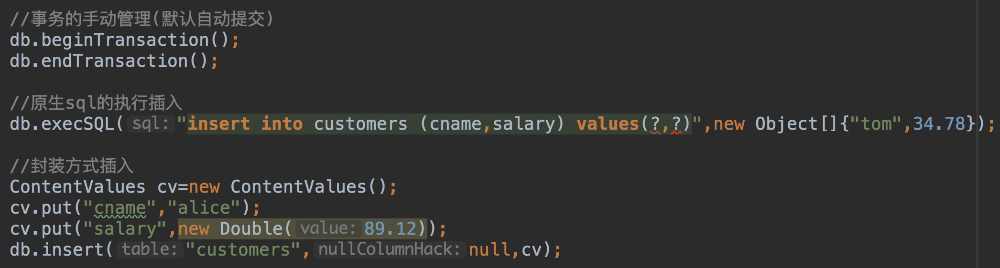 //事务的手动管理(默认自动提交)
db.beginTransaction();
db.endTransaction();
//原生sql的执行插入
db.execSQL( sql: "insert into customers (cname,salary) values(?,?)",new Object[]{"tom",34.78});
//封装方式插入
ContentValues cv=new ContentValues();
cv.put("cname","alice");
cv.put("salary",new Double( value: 89.12));
db.insert( table: "customers", nullColumnHack: null,cv);